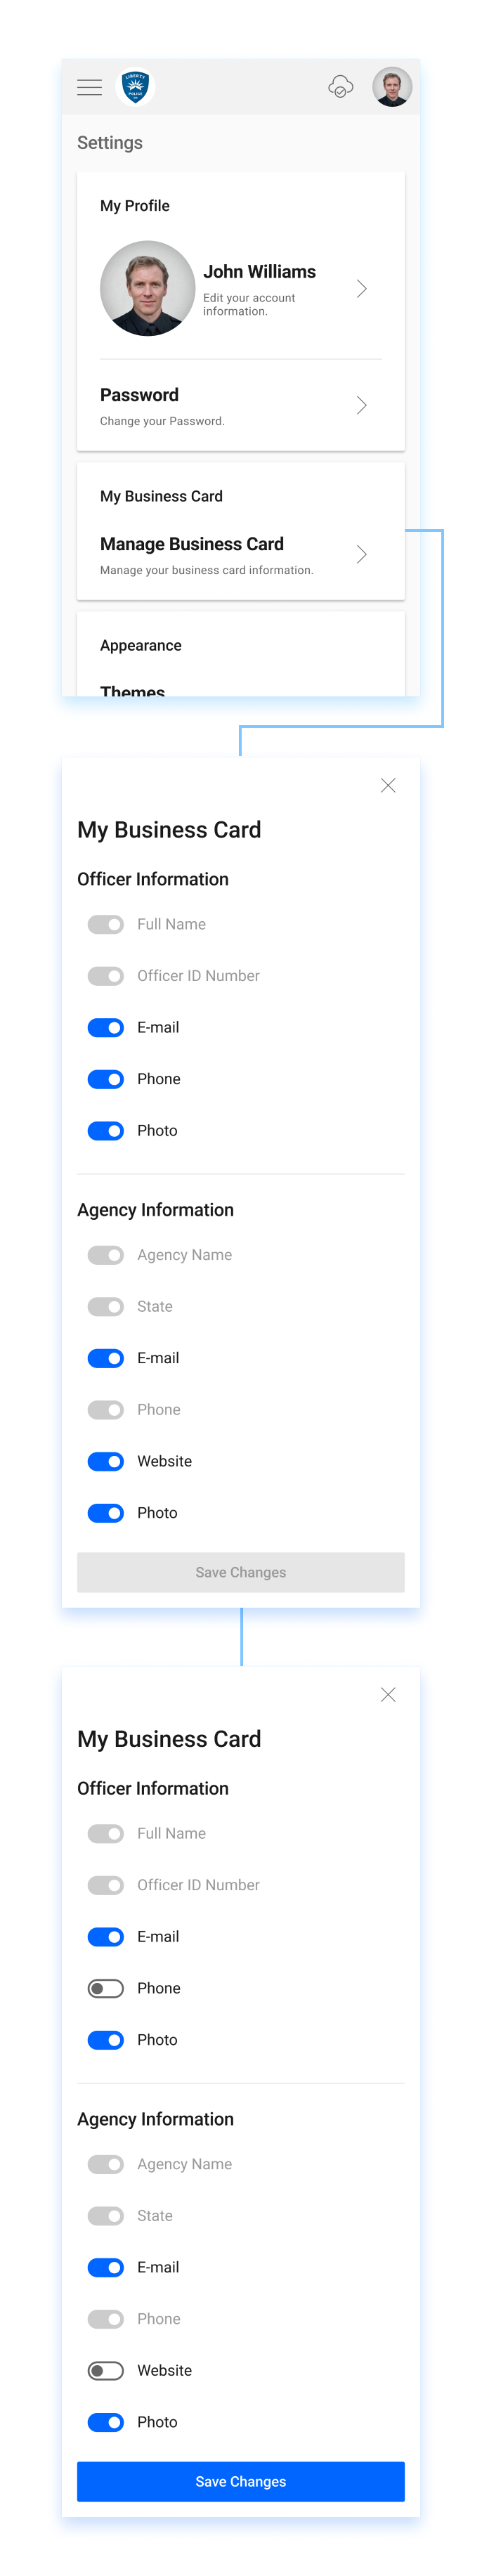 LIBERTY
POLICE
Settings
My Profile
John Williams
Edit your account
information.
Password
Change your Password.
My Business Card
Manage Business Card
Manage your business card information.
Appearance
Themes
My Business Card
Officer Information
Full Name
Officer ID Number
E-mail
Phone
Photo
Agency Information
Agency Name
State
E-mail
Phone
Website
Photo
Save Changes
My Business Card
Officer Information
Full Name
Officer ID Number
E-mail
Phone
Photo
Agency Information
Agency Name
State
E-mail
Phone
Website
Photo
Save Changes